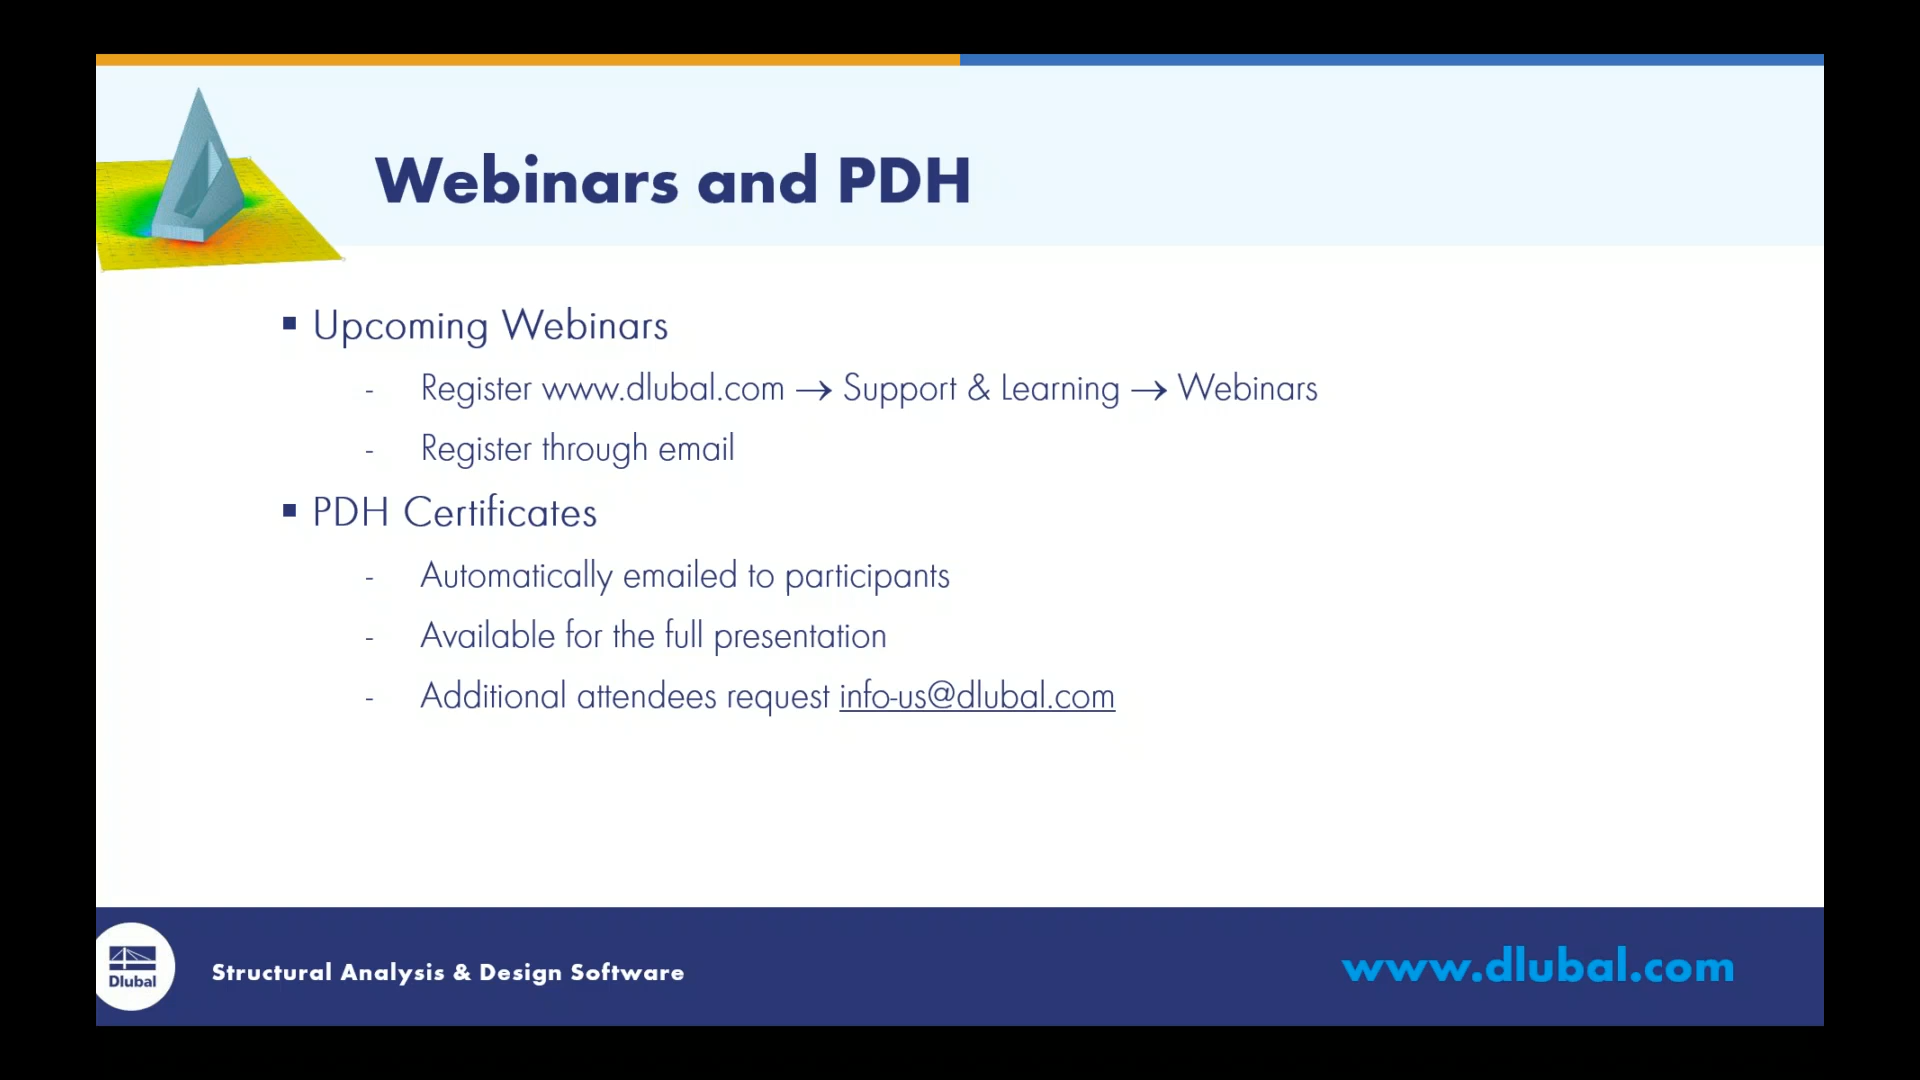 Webinars and PDH
▪ Upcoming Webinars
- Register www.dlubal.com → Support & Learning → Webinars
- Register through email
▪ PDH Certificates
- Automatically emailed to participants
- Available for the full presentation
- Additional attendees request info-us@dlubal.com
Dlubal
Structural Analysis & Design Software
www.dlubal.com